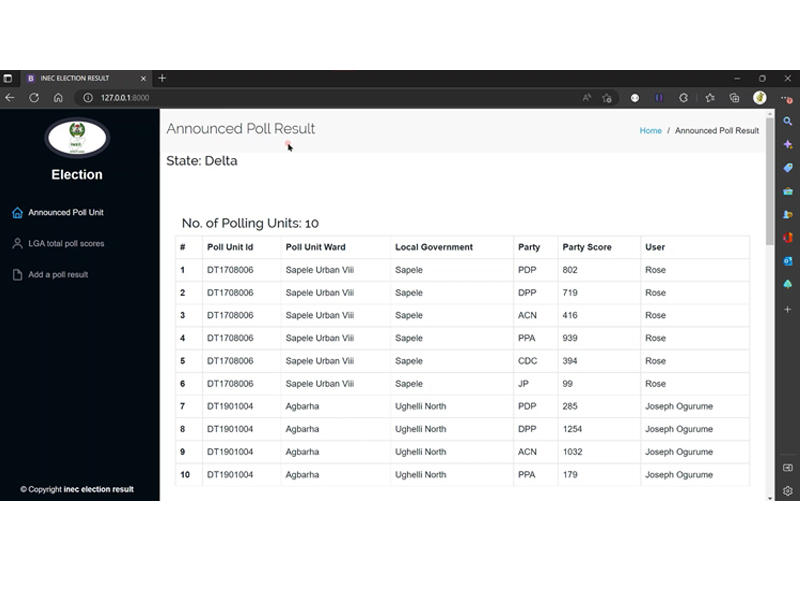 INEC ELECTION RESULT
127.0.0.1:8000
Election
Announced Poll Unit
LGA total poll scores
Add a poll result
© Copyright inec election result
Announced Poll Result
Home / Announced Poll Result
State: Delta
No. of Polling Units: 10
# Poll Unit Id Poll Unit Ward Local Government Party Party Score User
1 DT1708006 Sapele Urban Viii Sapele PDP 802 Rose
2 DT1708006 Sapele Urban Viii Sapele DPP 719 Rose
3 DT1708006 Sapele Urban Viii Sapele ACN 416 Rose
4 DT1708006 Sapele Urban Viii Sapele PPA 939 Rose
5 DT1708006 Sapele Urban Viii Sapele CDC 394 Rose
6 DT1708006 Sapele Urban Viii Sapele JP 99 Rose
7 DT1901004 Agbarha Ughelli North PDP 285 Joseph Ogurume
8 DT1901004 Agbarha Ughelli North DPP 1254 Joseph Ogurume
9 DT1901004 Agbarha Ughelli North ACN 1032 Joseph Ogurume
10 DT1901004 Agbarha Ughelli North PPA 179 Joseph Ogurume